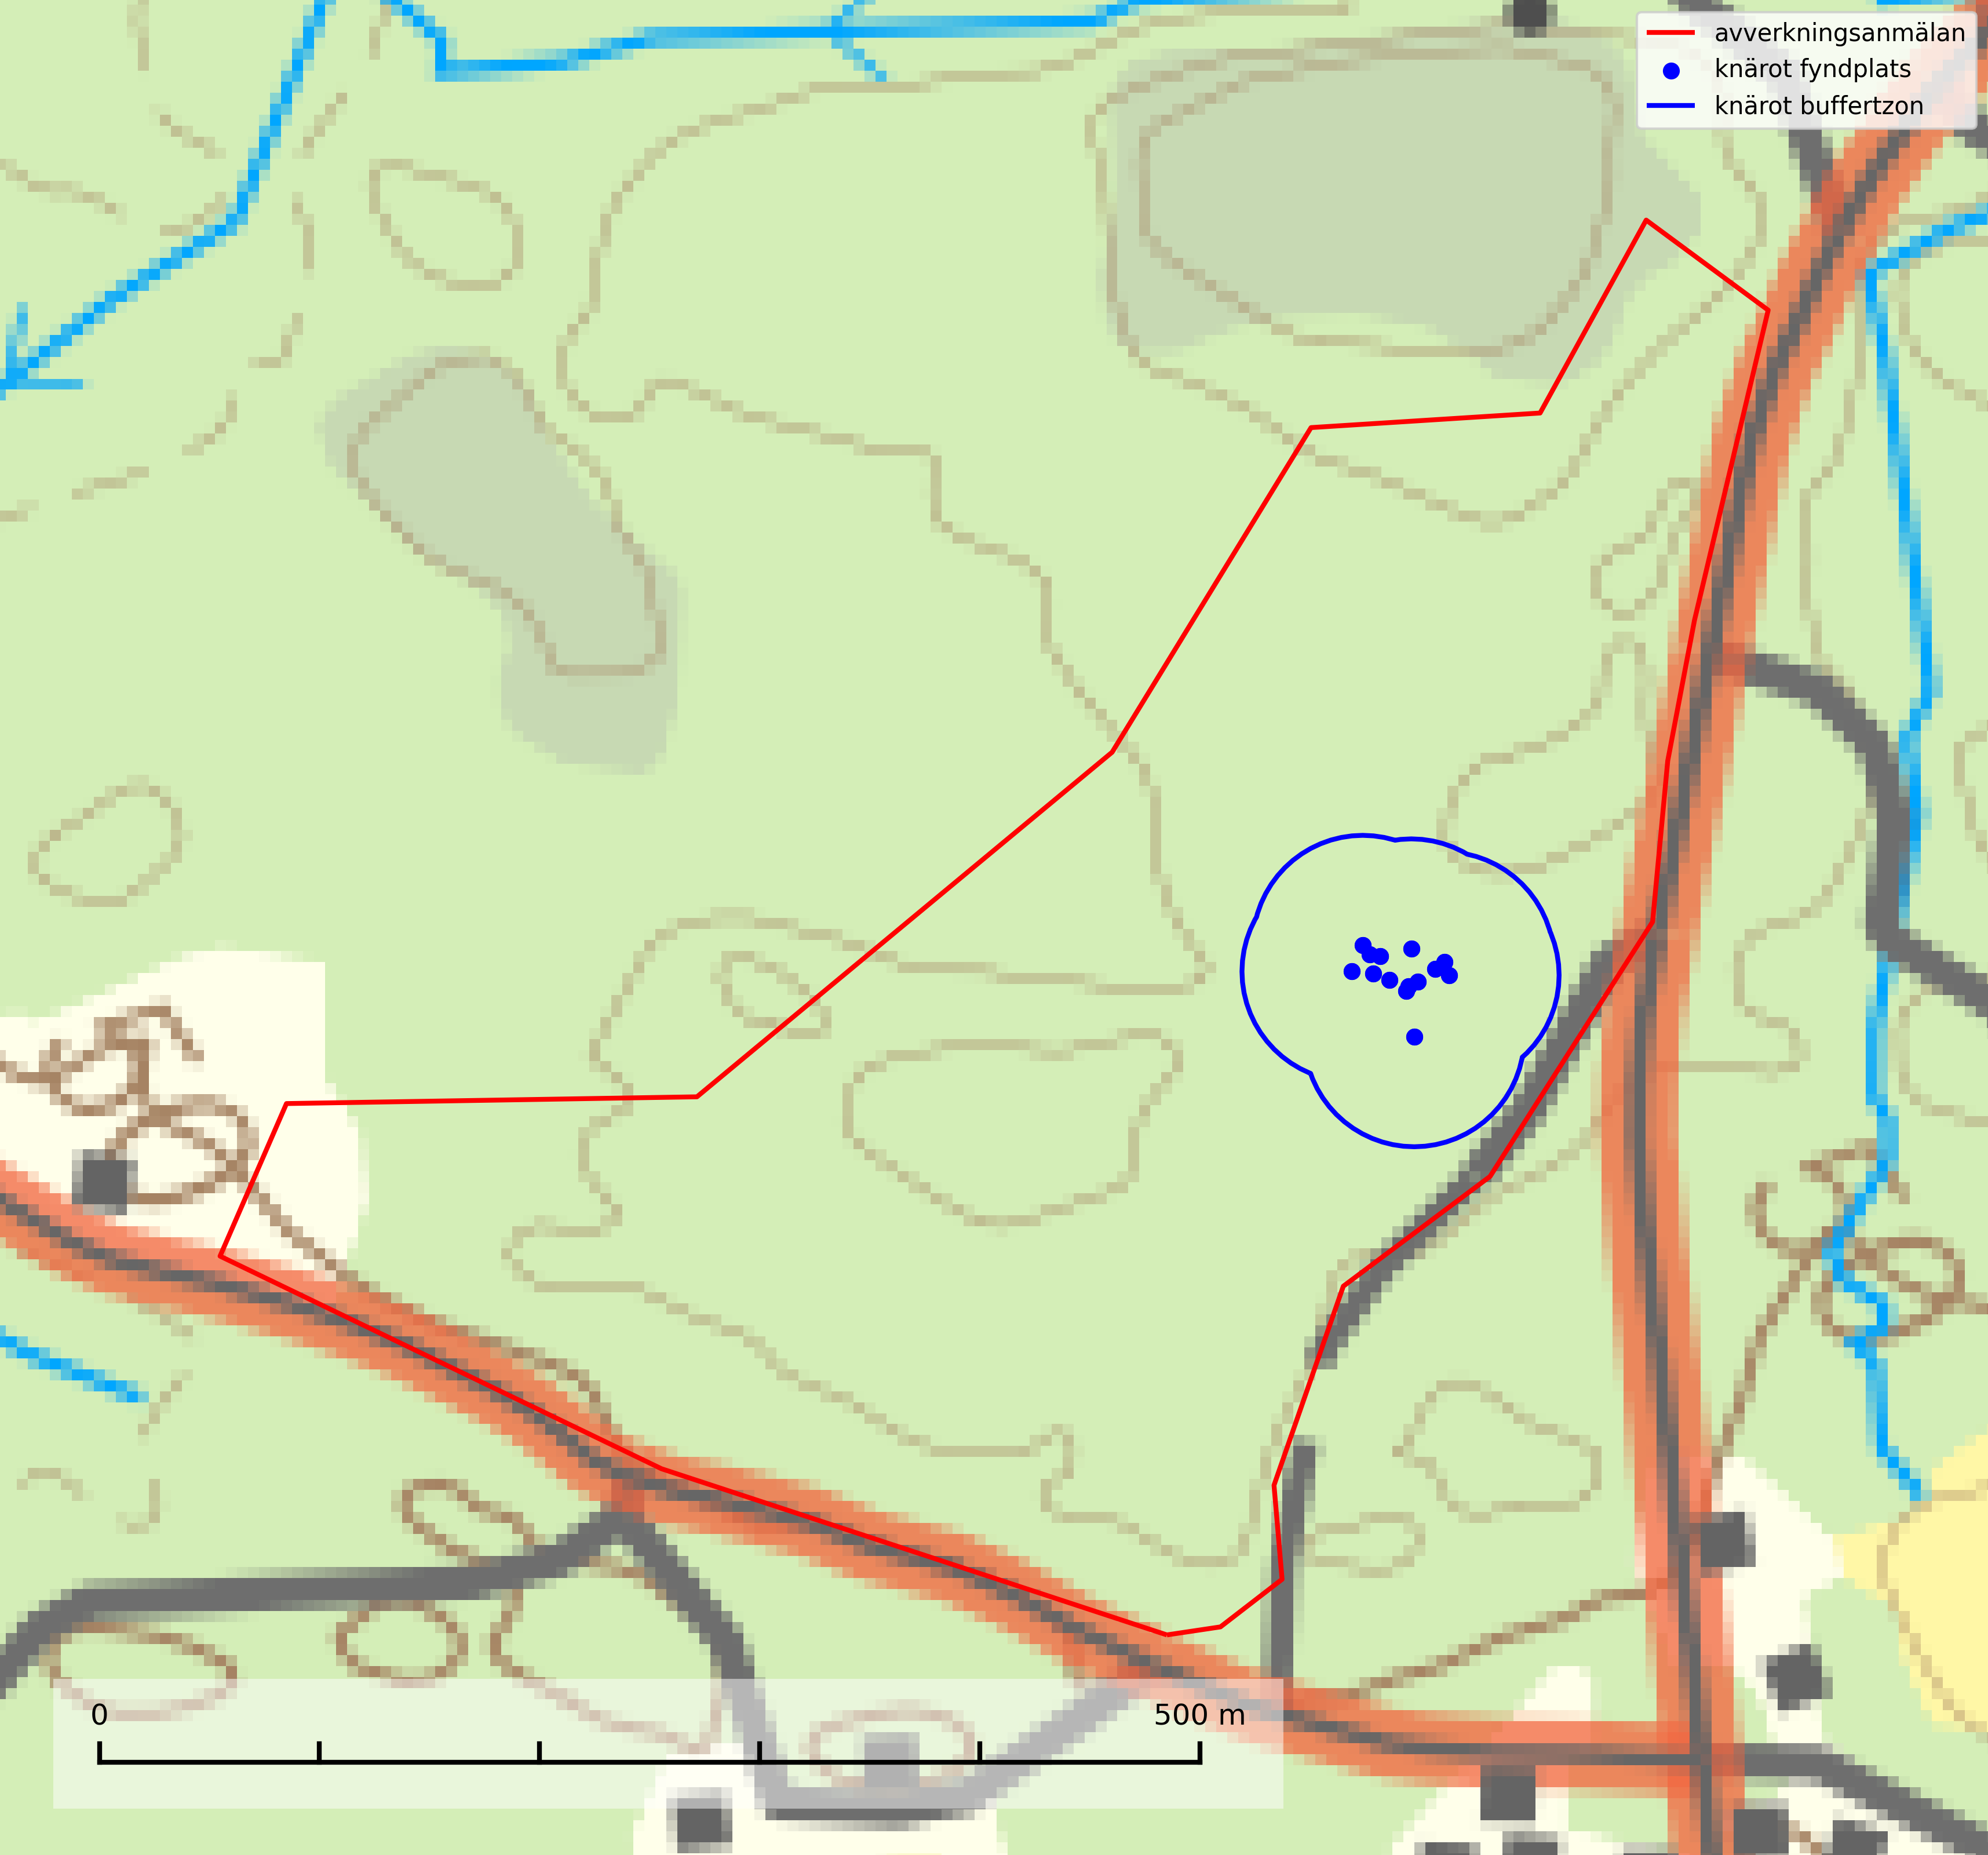 avverkningsanmälan
knärot fyndplats
knärot buffertzon
0
500 m